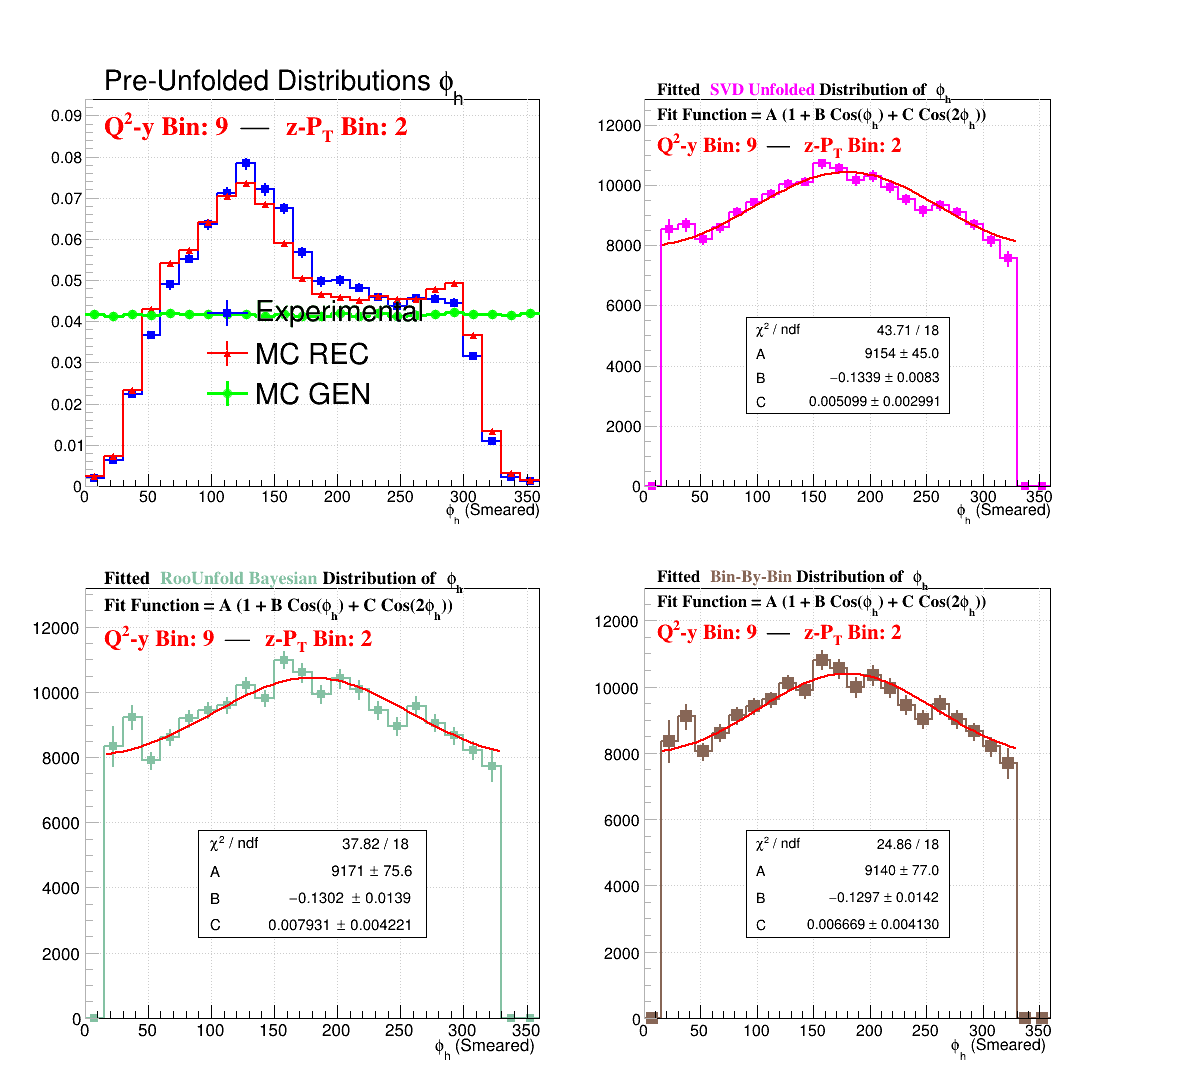 Pre-Unfolded Distributions ϕh
Q2-y Bin: 9 — z-PT Bin: 2
0.09
0.08
0.07
0.06
0.05
0.04
0.03
0.02
0.01
0
Experimental
MC REC
MC GEN
0 50 100 150 200 250 300 350
ϕh (Smeared)
Fitted SVD Unfolded Distribution of ϕh
Fit Function = A (1 + B Cos(ϕh) + C Cos(2ϕh))
Q2-y Bin: 9 — z-PT Bin: 2
12000
10000
8000
6000
4000
2000
0
χ2 / ndf 43.71 / 18
A 9154 ± 45.0
B −0.1339 ± 0.0083
C 0.005099 ± 0.002991
0 50 100 150 200 250 300 350
ϕh (Smeared)
Fitted RooUnfold Bayesian Distribution of ϕh
Fit Function = A (1 + B Cos(ϕh) + C Cos(2ϕh))
Q2-y Bin: 9 — z-PT Bin: 2
12000
10000
8000
6000
4000
2000
0
χ2 / ndf 37.82 / 18
A 9171 ± 75.6
B −0.1302 ± 0.0139
C 0.007931 ± 0.004221
0 50 100 150 200 250 300 350
ϕh (Smeared)
Fitted Bin-By-Bin Distribution of ϕh
Fit Function = A (1 + B Cos(ϕh) + C Cos(2ϕh))
Q2-y Bin: 9 — z-PT Bin: 2
12000
10000
8000
6000
4000
2000
0
χ2 / ndf 24.86 / 18
A 9140 ± 77.0
B −0.1297 ± 0.0142
C 0.006669 ± 0.004130
0 50 100 150 200 250 300 350
ϕh (Smeared)